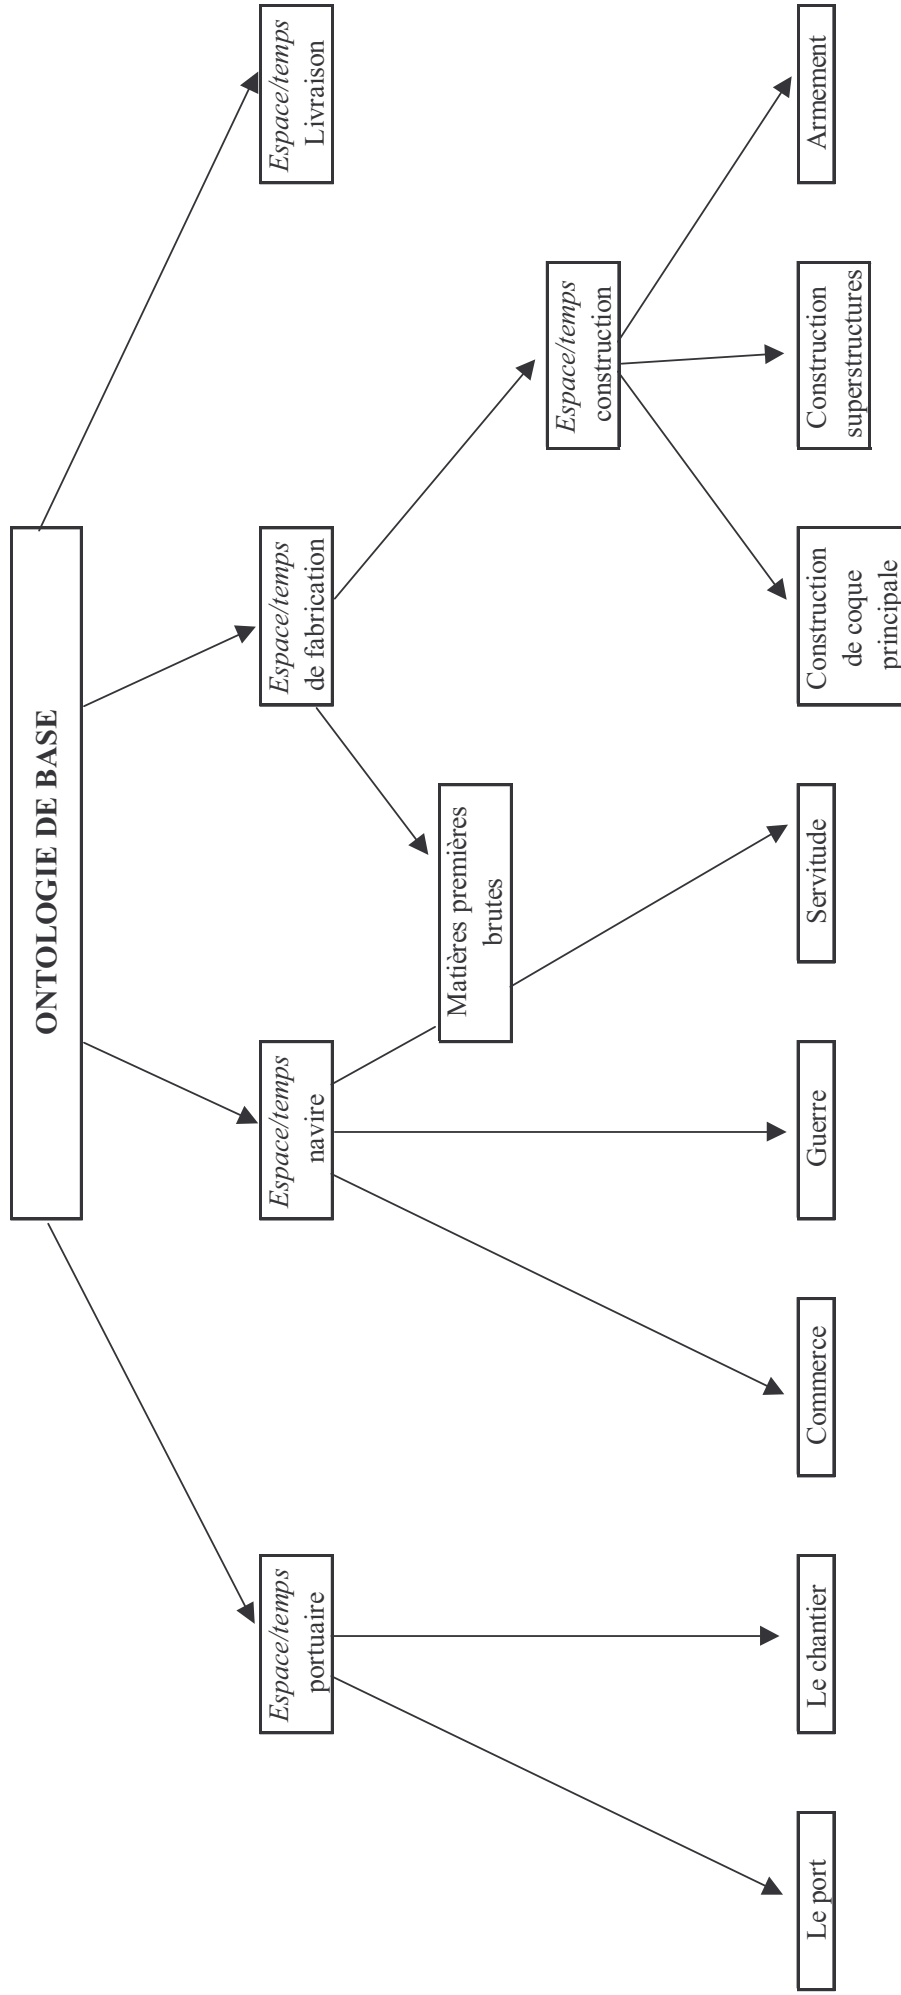 ONTOLOGIE DE BASE
Espace/temps
portuaire
Espace/temps
navire
Espace/temps
de fabrication
Espace/temps
Livraison
Matières premières
brutes
Espace/temps
construction
Le port
Le chantier
Commerce
Guerre
Servitude
Construction
de coque
principale
Construction
superstructures
Armement